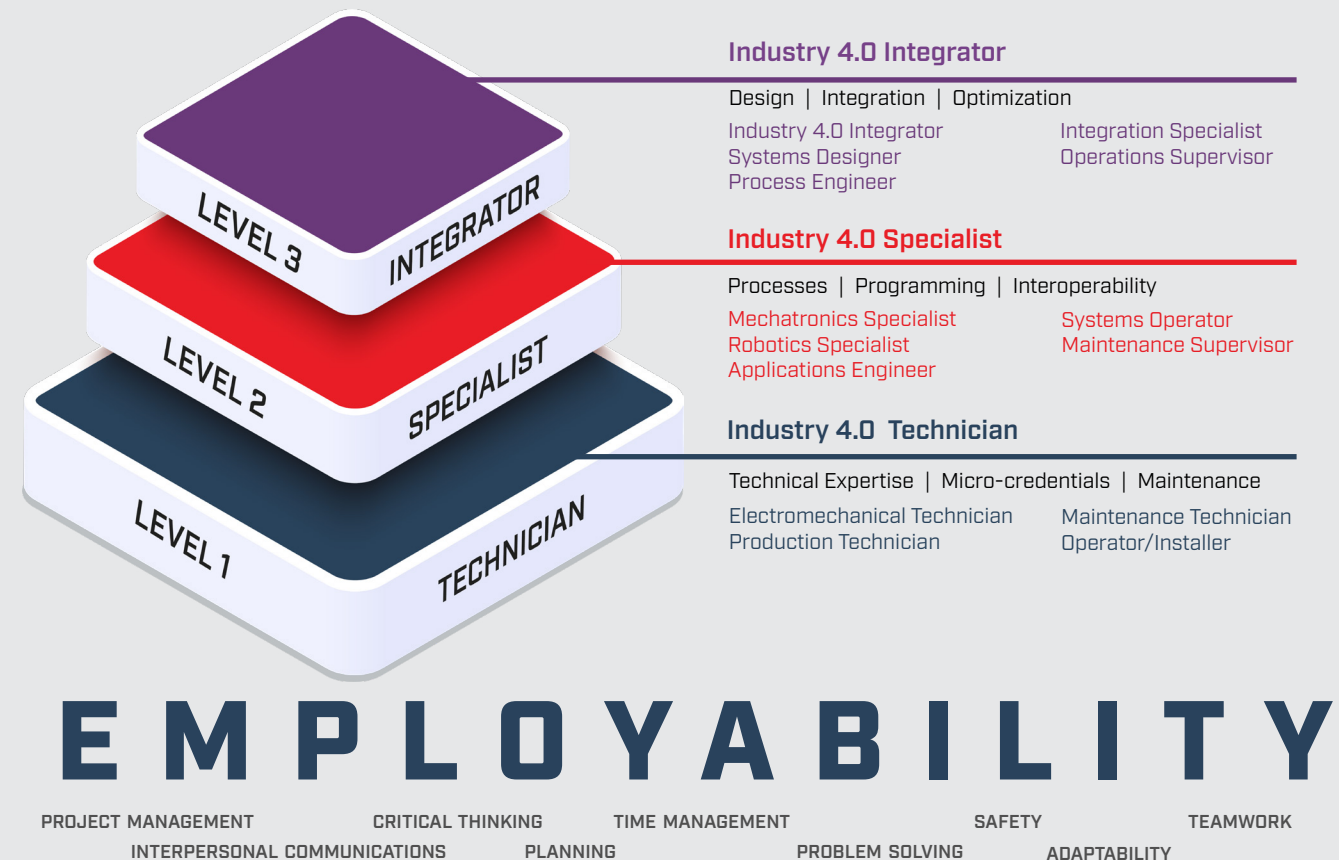 Industry 4.0 Integrator
Design | Integration | Optimization
Industry 4.0 Integrator
Systems Designer
Process Engineer
Integration Specialist
Operations Supervisor
LEVEL 3
INTEGRATOR
Industry 4.0 Specialist
Processes | Programming | Interoperability
Mechatronics Specialist
Robotics Specialist
Applications Engineer
Systems Operator
Maintenance Supervisor
LEVEL 2
SPECIALIST
Industry 4.0 Technician
Technical Expertise | Micro-credentials | Maintenance
Electromechanical Technician
Production Technician
Maintenance Technician
Operator/Installer
LEVEL 1
TECHNICIAN
EMPLOYABILITY
PROJECT MANAGEMENT CRITICAL THINKING TIME MANAGEMENT SAFETY TEAMWORK
INTERPERSONAL COMMUNICATIONS PLANNING PROBLEM SOLVING ADAPTABILITY